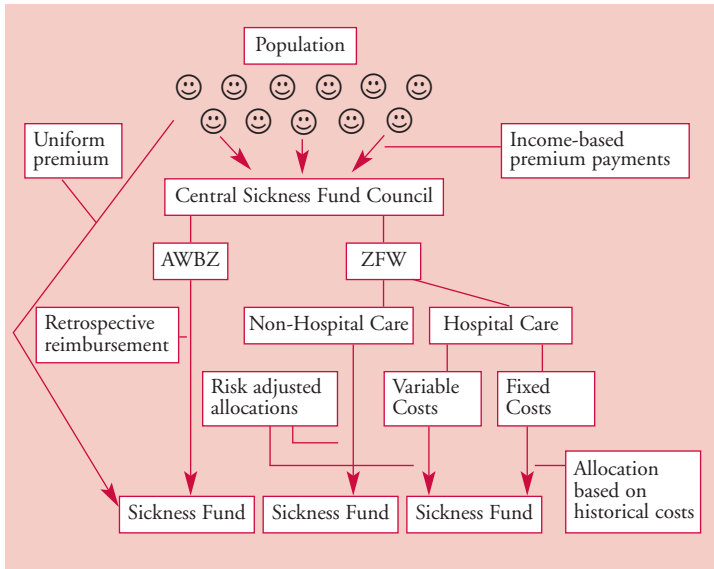 Population
Uniform
premium
Income-based
premium payments
Central Sickness Fund Council
AWBZ
ZFW
Retrospective
reimbursement
Non-Hospital Care
Hospital Care
Risk adjusted
allocations
Variable
Costs
Fixed
Costs
Allocation
based on
historical costs
Sickness Fund
Sickness Fund
Sickness Fund